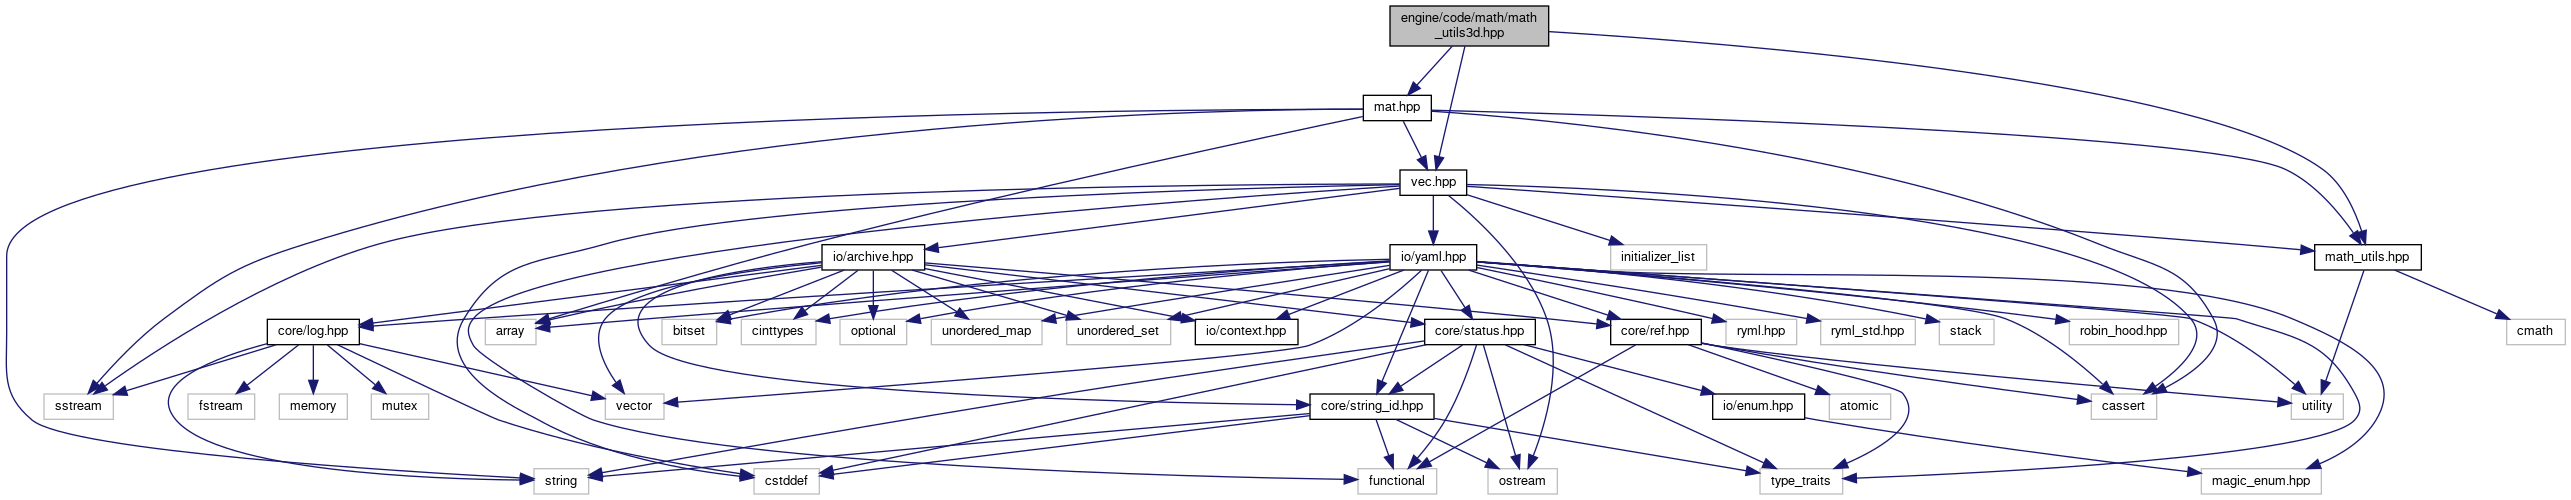 engine/code/math/math
_utils3d.hpp
mat.hpp
vec.hpp
io/archive.hpp
io/yaml.hpp
initializer_list
math_utils.hpp
core/log.hpp
array
bitset
cinttypes
optional
unordered_map
unordered_set
io/context.hpp
core/status.hpp
core/ref.hpp
ryml.hpp
ryml_std.hpp
stack
robin_hood.hpp
cmath
sstream
fstream
memory
mutex
vector
core/string_id.hpp
io/enum.hpp
atomic
cassert
utility
string
cstddef
functional
ostream
type_traits
magic_enum.hpp